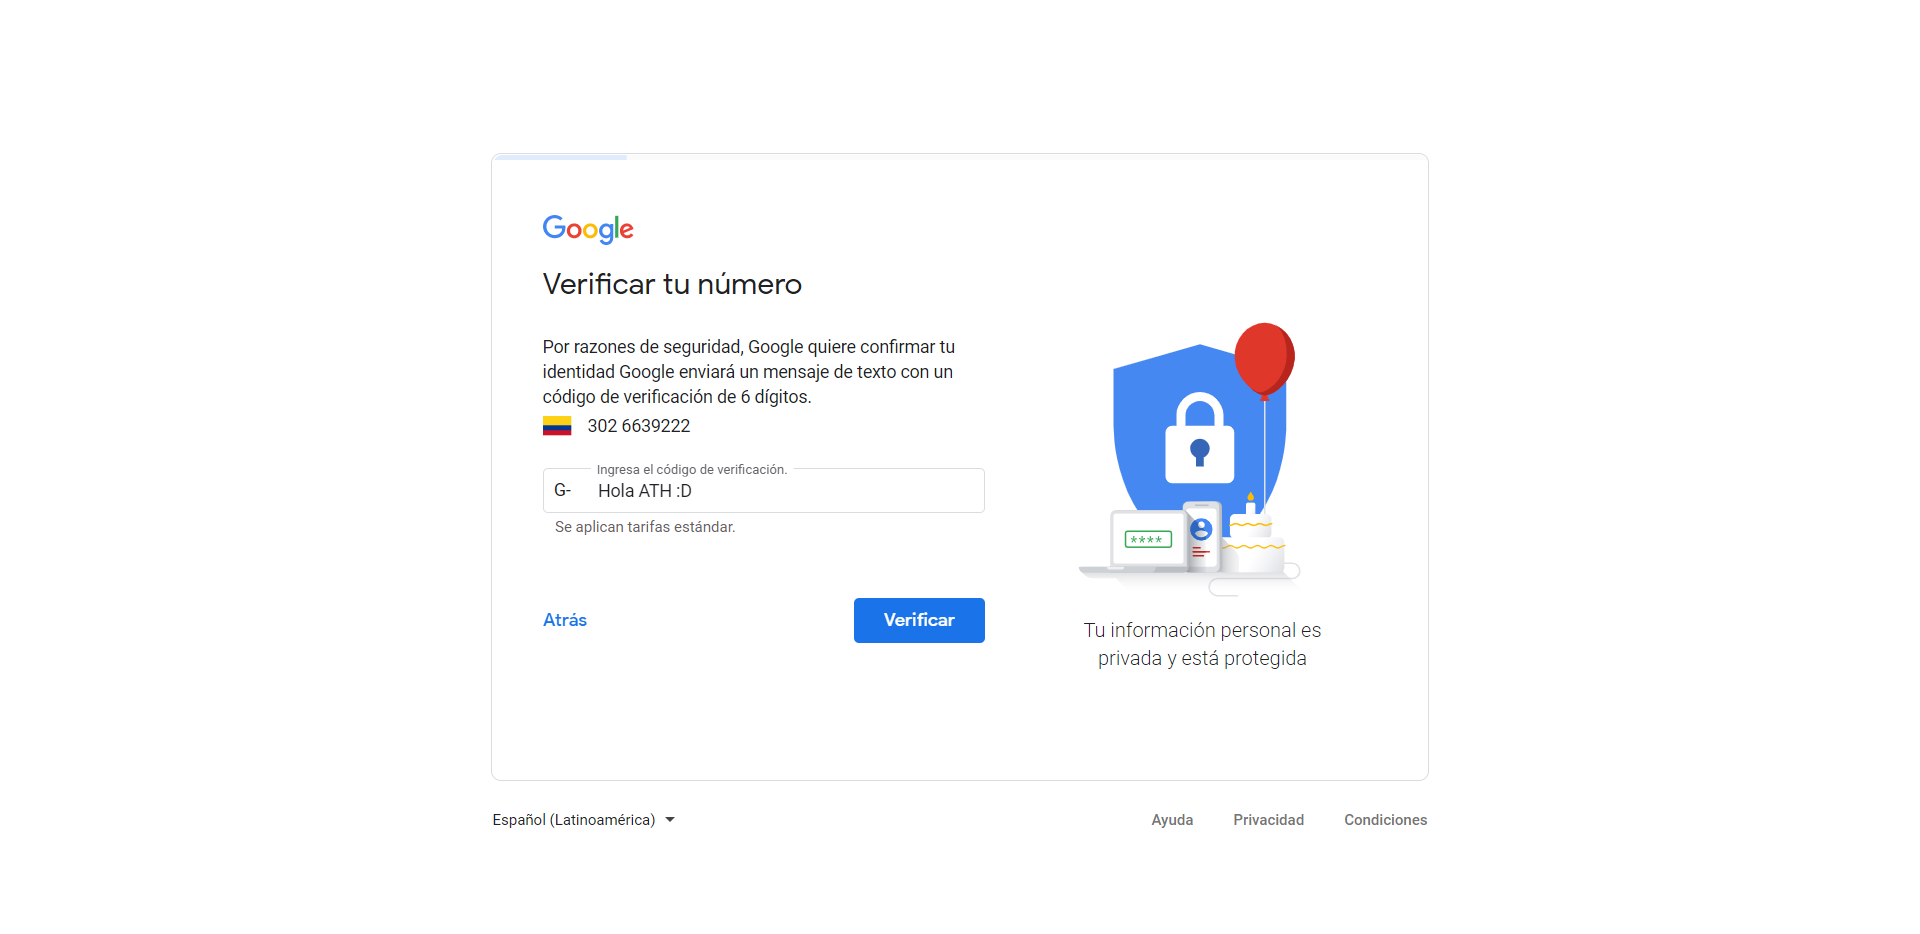 Google
Verificar tu número
Por razones de seguridad, Google quiere confirmar tu
identidad Google enviará un mensaje de texto con un
código de verificación de 6 dígitos.
302 6639222
Ingresa el código de verificación.
G- Hola ATH :D
Se aplican tarifas estándar.
Atrás
Verificar
****
Tu información personal es
privada y está protegida
Español (Latinoamérica)
Ayuda Privacidad Condiciones